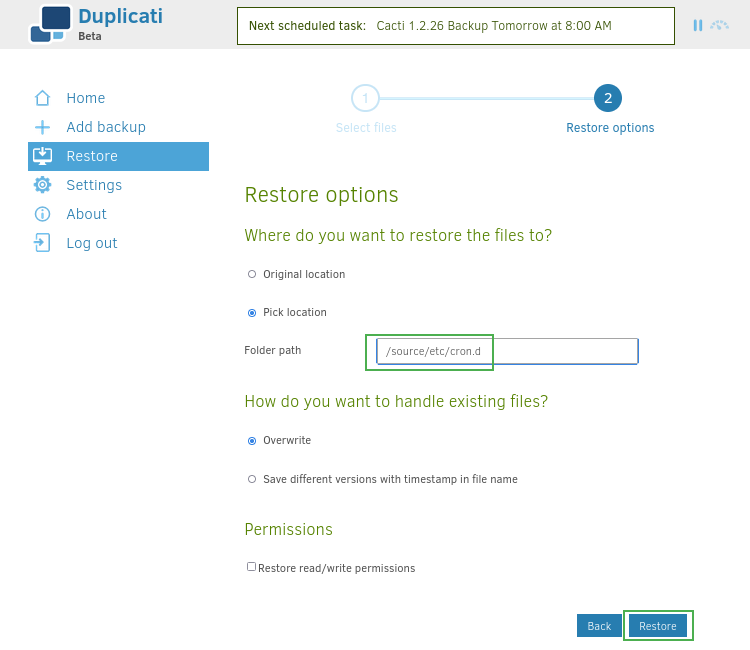 Duplicati
Beta
Next scheduled task: Cacti 1.2.26 Backup Tomorrow at 8:00 AM
Home
Add backup
Restore
Settings
About
Log out
1
2
Select files
Restore options
Restore options
Where do you want to restore the files to?
Original location
Pick location
Folder path
/source/etc/cron.d
How do you want to handle existing files?
Overwrite
Save different versions with timestamp in file name
Permissions
Restore read/write permissions
Back
Restore